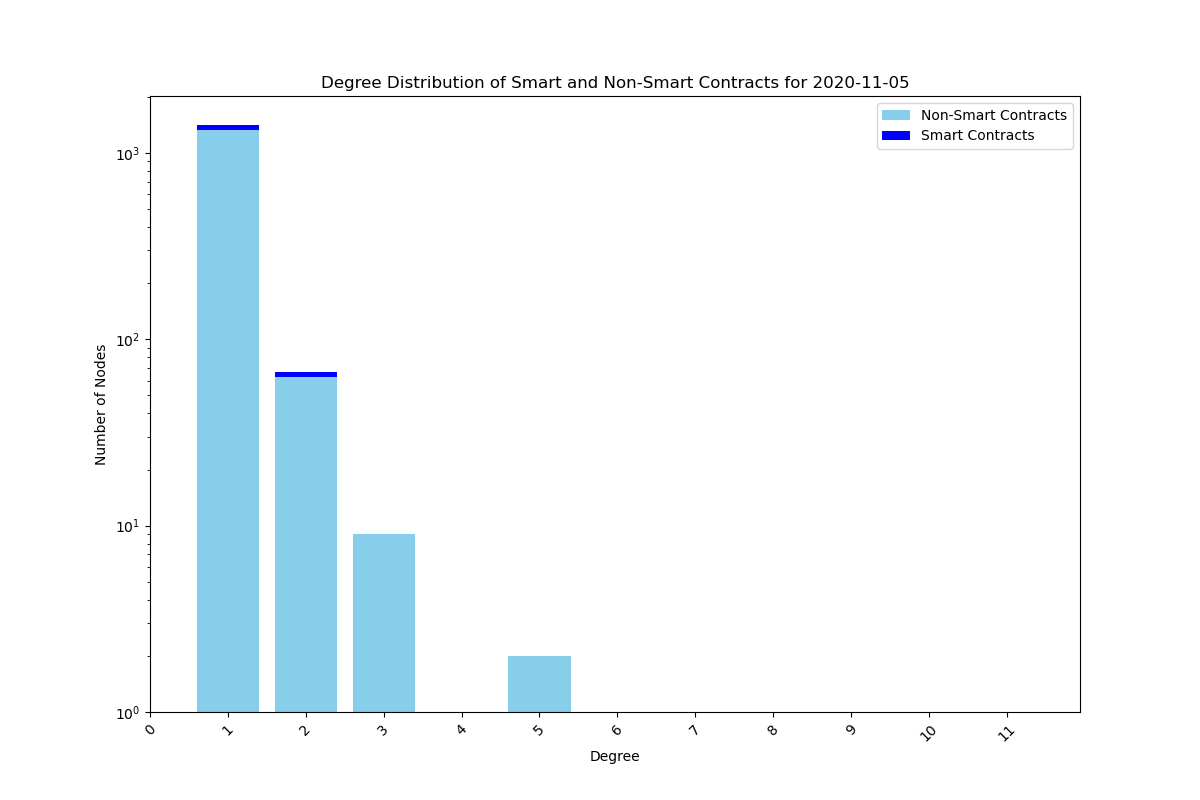 Degree Distribution of Smart and Non-Smart Contracts for 2020-11-05
Non-Smart Contracts
Smart Contracts
Number of Nodes
10³
10²
10¹
10⁰
0 1 2 3 4 5 6 7 8 9 10 11
Degree